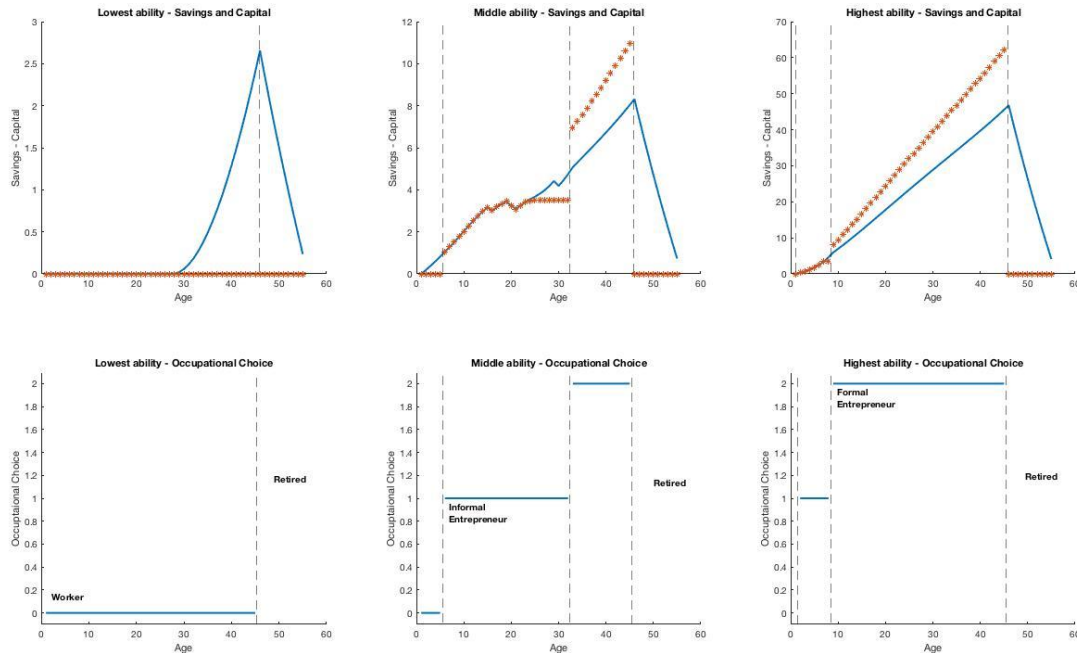 Lowest ability - Savings and Capital
3
2.5
2
1.5
1
0.5
0
Savings - Capital
0 10 20 30 40 50 60
Age
Middle ability - Savings and Capital
12
10
8
6
4
2
0
Savings - Capital
0 10 20 30 40 50 60
Age
Highest ability - Savings and Capital
70
60
50
40
30
20
10
0
Savings - Capital
0 10 20 30 40 50 60
Age
Lowest ability - Occupational Choice
2
1.8
1.6
1.4
1.2
1
0.8
0.6
0.4
0.2
0
Occuptaional Choice
Retired
Worker
0 10 20 30 40 50 60
Age
Middle ability - Occupational Choice
2
1.8
1.6
1.4
1.2
1
0.8
0.6
0.4
0.2
0
Occuptaional Choice
Retired
Informal
Entrepreneur
0 10 20 30 40 50 60
Age
Highest ability - Occupational Choice
2
1.8
1.6
1.4
1.2
1
0.8
0.6
0.4
0.2
0
Occuptaional Choice
Formal
Entrepreneur
Retired
0 10 20 30 40 50 60
Age